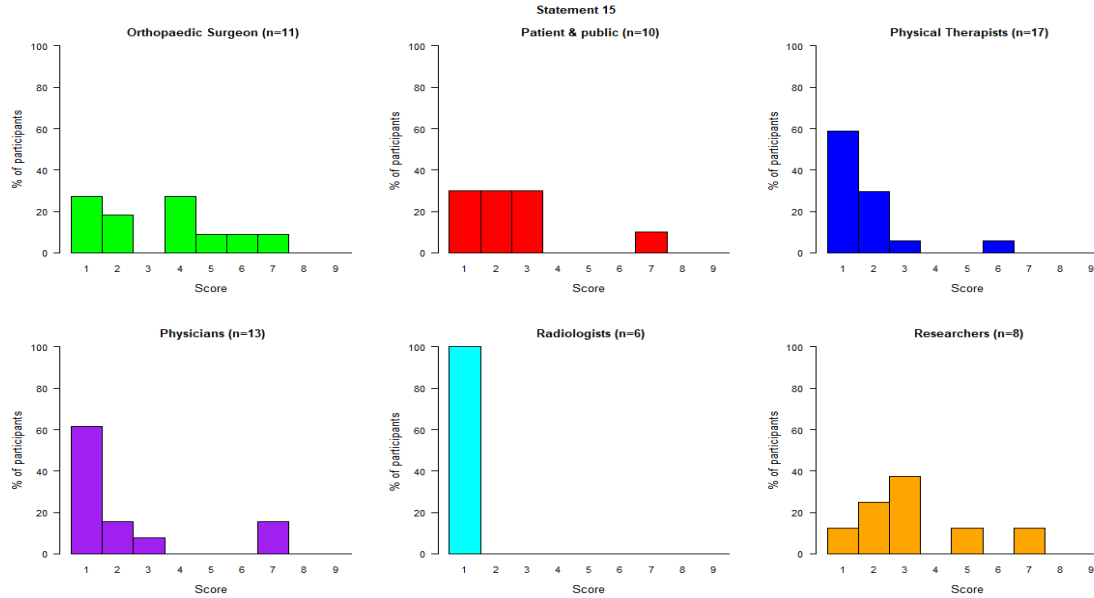 Statement 15
Orthopaedic Surgeon (n=11)
100
80
60
40
20
0
% of participants
1 2 3 4 5 6 7 8 9
Score
Patient & public (n=10)
100
80
60
40
20
0
% of participants
1 2 3 4 5 6 7 8 9
Score
Physical Therapists (n=17)
100
80
60
40
20
0
% of participants
1 2 3 4 5 6 7 8 9
Score
Physicians (n=13)
100
80
60
40
20
0
% of participants
1 2 3 4 5 6 7 8 9
Score
Radiologists (n=6)
100
80
60
40
20
0
% of participants
1 2 3 4 5 6 7 8 9
Score
Researchers (n=8)
100
80
60
40
20
0
% of participants
1 2 3 4 5 6 7 8 9
Score